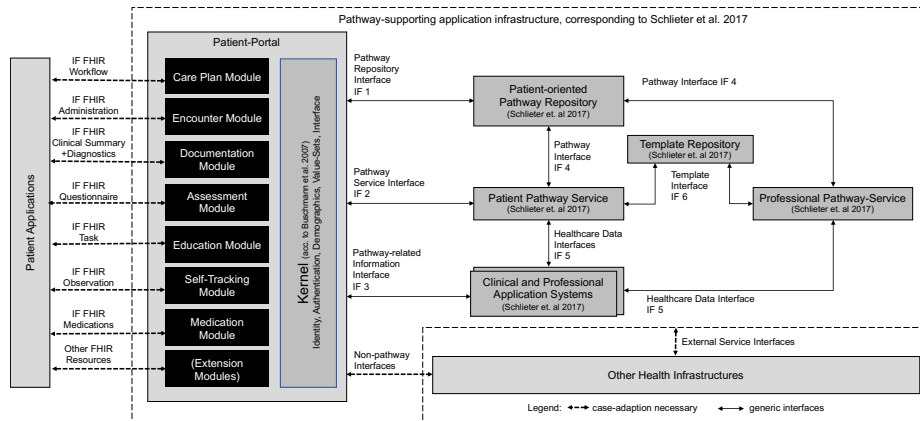 Pathway-supporting application infrastructure, corresponding to Schlieter et al. 2017
Patient-Portal
Patient Applications
IF FHIR
Workflow
IF FHIR
Administration
IF FHIR
Clinical Summary
+Diagnostics
IF FHIR
Questionnaire
IF FHIR
Task
IF FHIR
Observation
IF FHIR
Medications
Other FHIR
Resources
Care Plan Module
Encounter Module
Documentation
Module
Assessment
Module
Education Module
Self-Tracking
Module
Medication Module
(Extension
Modules)
Kernel (acc. to Buschmann et al. 2007)
Identity, Authentication, Demographics, Value-Sets, Interface
Pathway
Repository
Interface
IF 1
Pathway
Service Interface
IF 2
Pathway-related
Information
Interface
IF 3
Non-pathway
Interfaces
Patient-oriented
Pathway Repository
(Schlieter et. al 2017)
Pathway Interface IF 4
Pathway
Interface
IF 4
Template Repository
(Schlieter et. al 2017)
Template
Interface
IF 6
Patient Pathway Service
(Schlieter et. al 2017)
Professional Pathway-Service
(Schlieter et. al 2017)
Healthcare Data
Interfaces
IF 5
Clinical and Professional
Application Systems
(Schlieter et. al 2017)
Healthcare Data Interface
IF 5
External Service Interfaces
Other Health Infrastructures
Legend:
case-adaption necessary
generic interfaces